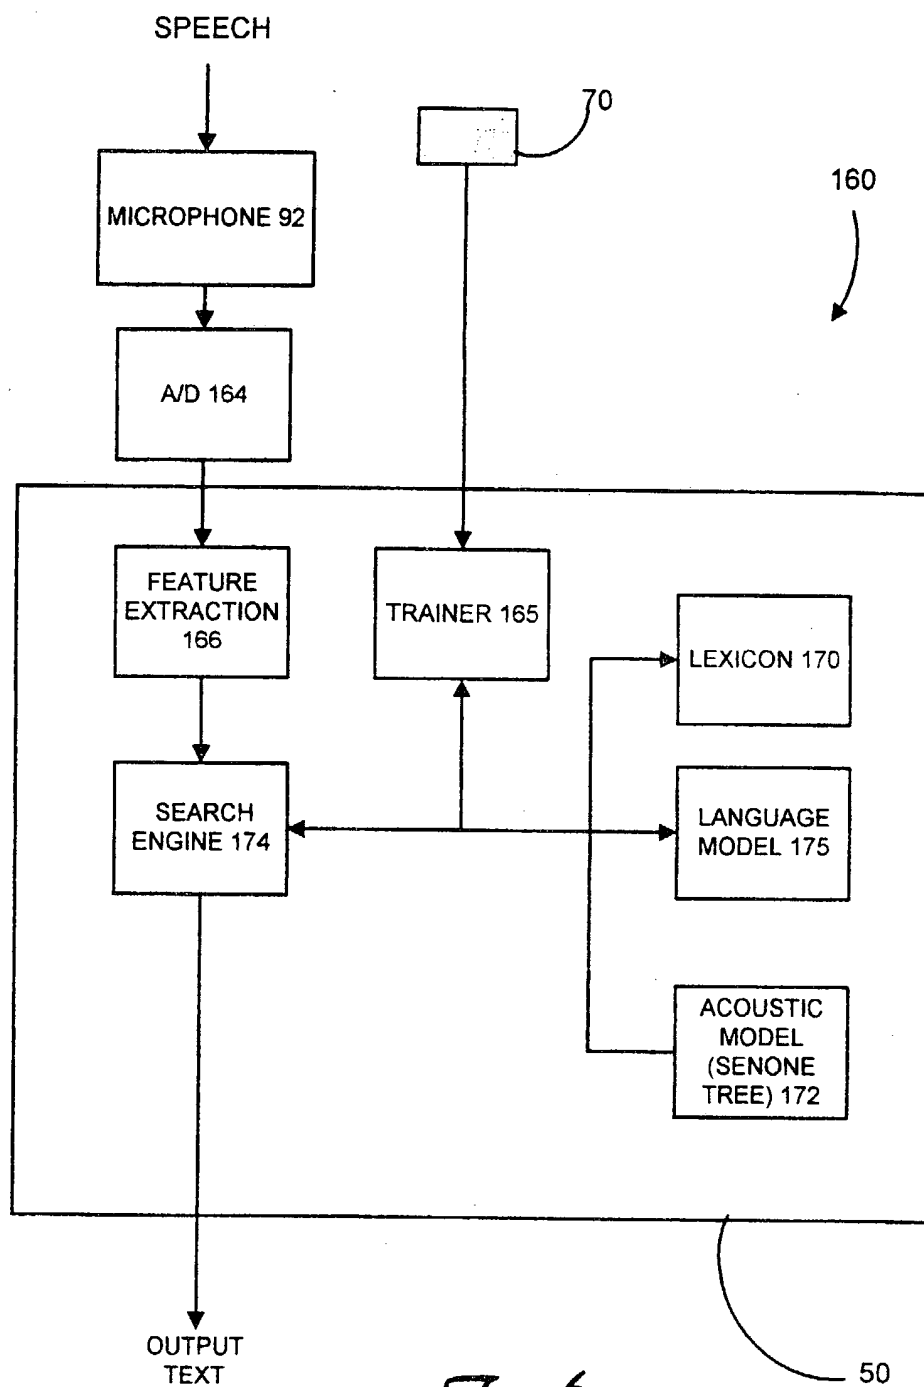 SPEECH
70
160
MICROPHONE 92
A/D 164
FEATURE
EXTRACTION
166
TRAINER 165
LEXICON 170
SEARCH
ENGINE 174
LANGUAGE
MODEL 175
ACOUSTIC
MODEL
(SENONE
TREE) 172
OUTPUT
TEXT
50